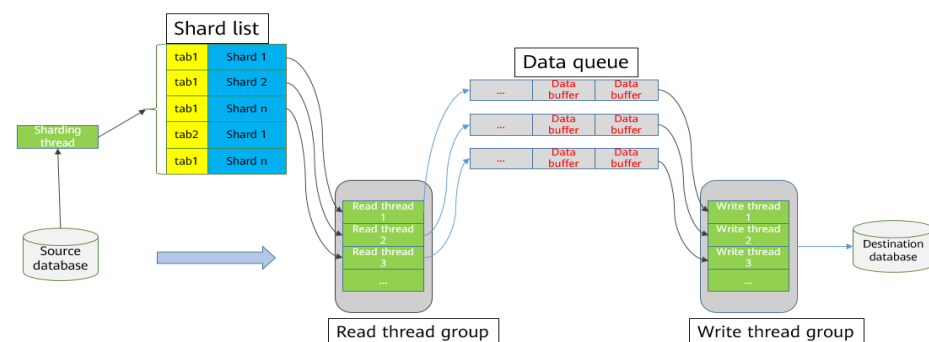 Shard list
tab1 Shard 1
tab1 Shard 2
tab1 Shard n
tab2 Shard 1
tab1 Shard n
Sharding
thread
Source
database
Data queue
... Data
buffer Data
buffer
... Data
buffer Data
buffer
... Data
buffer Data
buffer
Read thread
1
Read thread
2
Read thread
3
...
Read thread group
Write thread
1
Write thread
2
Write thread
3
...
Write thread group
Destination
database